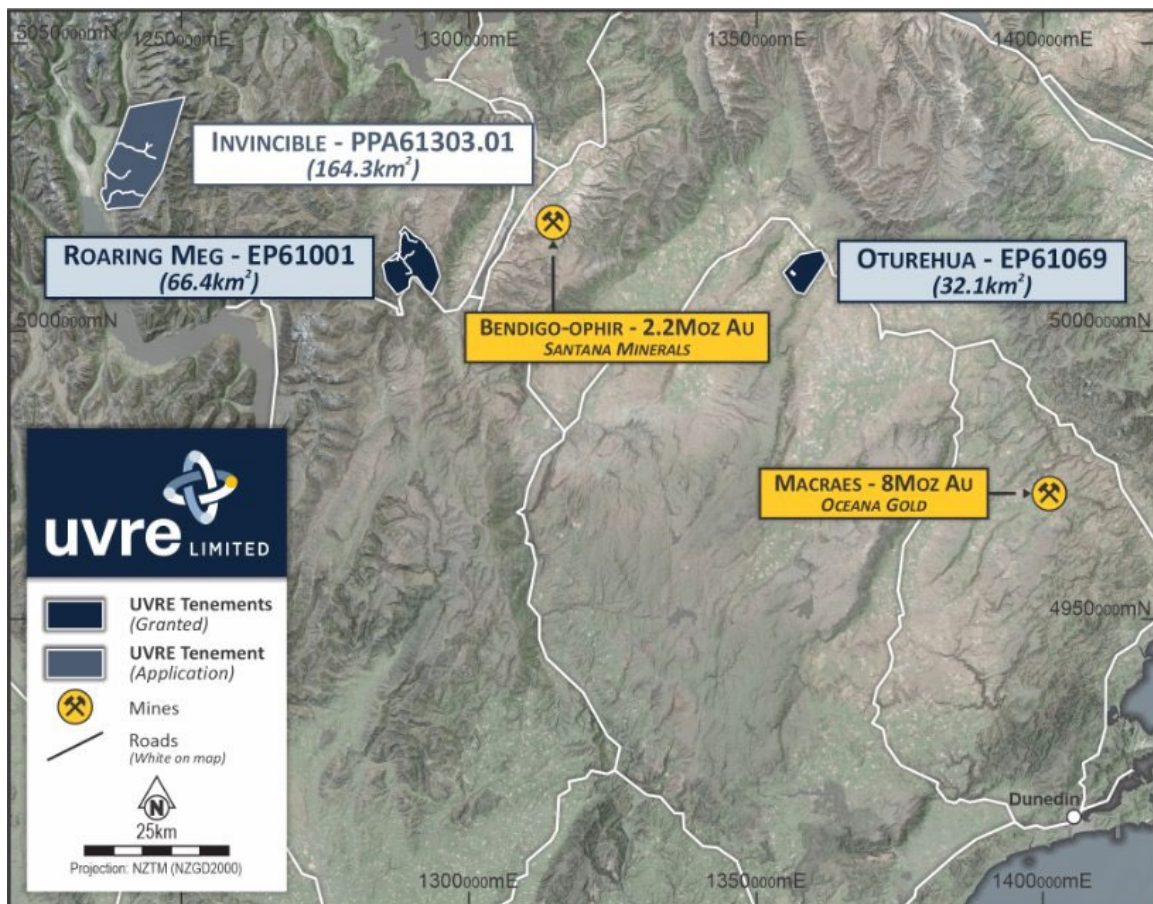 5050000mN
1250000mE
1300000mE
1350000mE
1400000mE
INVINCIBLE - PPA61303.01
(164.3km²)
ROARING MEG - EP61001
(66.4km²)
OTUREHUA - EP61069
(32.1km²)
5000000mN
5000000mN
BENDIGO-OPHIR - 2.2MOZ AU
SANTANA MINERALS
MACRAES - 8MOZ AU
OCEANA GOLD
4950000mN
uvre LIMITED
UVRE Tenements
(Granted)
UVRE Tenement
(Application)
Mines
Roads
(White on map)
N
25km
Projection: NZTM (NZGD2000)
Dunedin
1300000mE
1350000mE
1400000mE